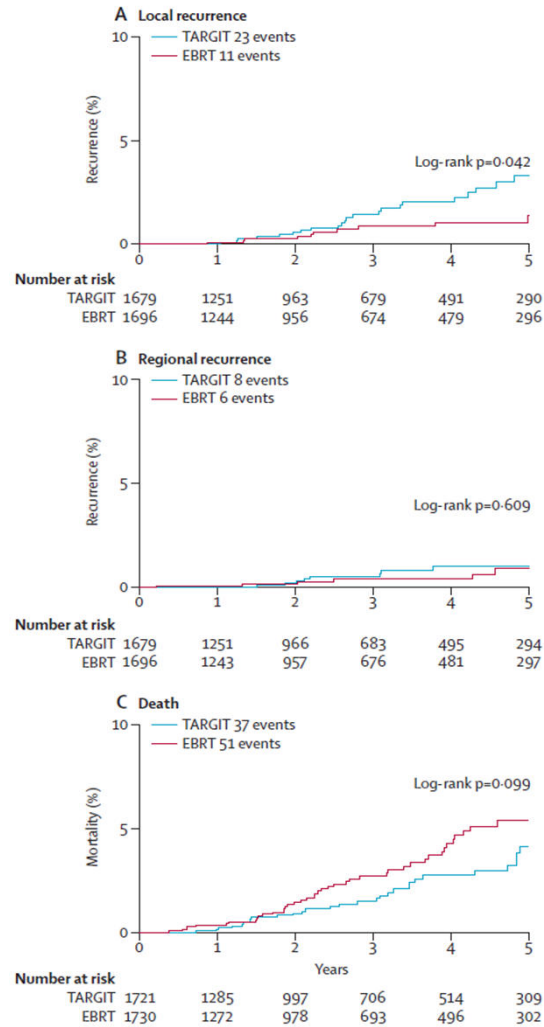 A Local recurrence
10
TARGIT 23 events
EBRT 11 events
Recurrence (%)
5
Log-rank p=0·042
0
0 1 2 3 4 5
Number at risk
TARGIT 1679 1251 963 679 491 290
EBRT 1696 1244 956 674 479 296
B Regional recurrence
10
TARGIT 8 events
EBRT 6 events
Recurrence (%)
5
Log-rank p=0·609
0
0 1 2 3 4 5
Number at risk
TARGIT 1679 1251 966 683 495 294
EBRT 1696 1243 957 676 481 297
C Death
10
TARGIT 37 events
EBRT 51 events
Log-rank p=0·099
Mortality (%)
5
0
0 1 2 3 4 5
Years
Number at risk
TARGIT 1721 1285 997 706 514 309
EBRT 1730 1272 978 693 496 302